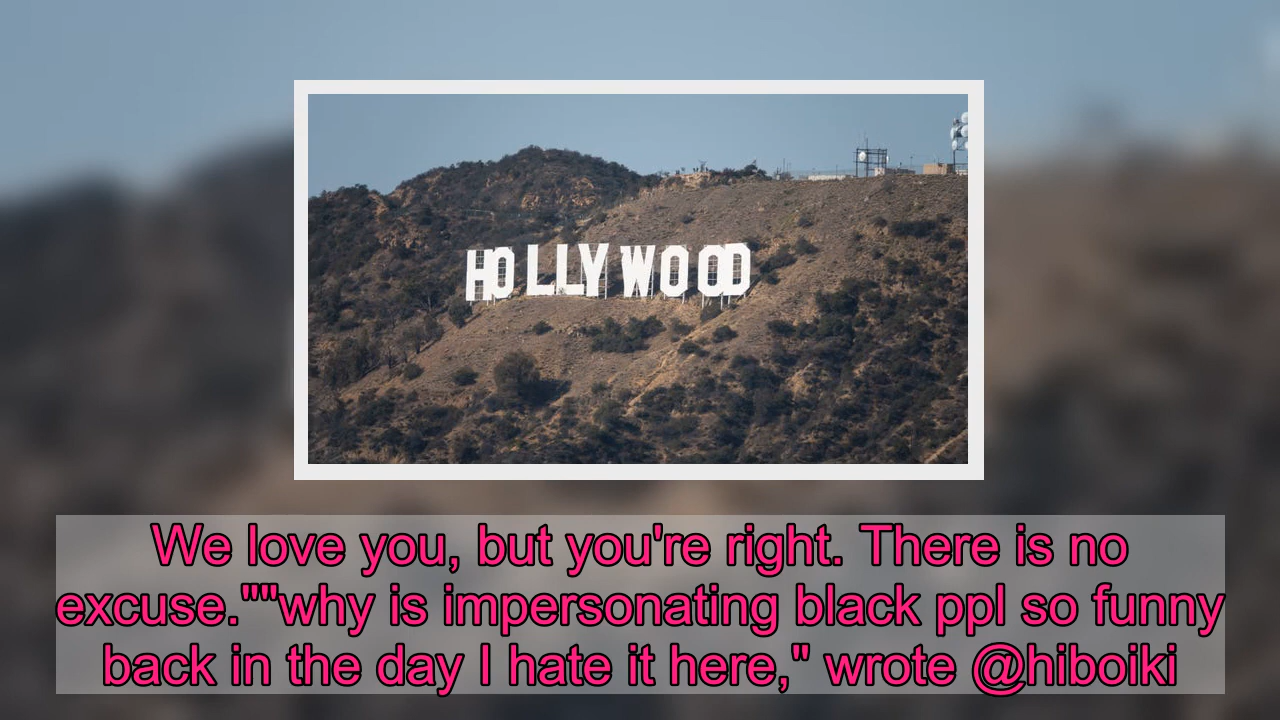 HOLLYWOOD
We love you, but you're right. There is no
excuse.""why is impersonating black ppl so funny
back in the day I hate it here," wrote @hiboiki